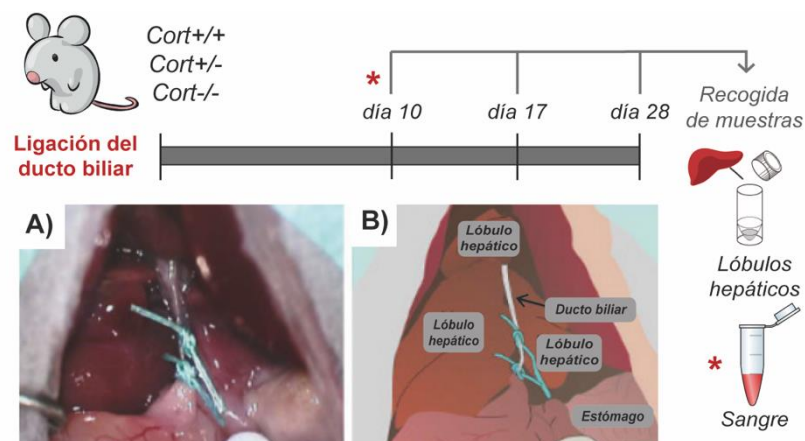 Cort+/+
Cort+/-
Cort-/-
Ligación del
ducto biliar
*
día 10
día 17
día 28
Recogida
de muestras
Lóbulos
hepáticos
*
Sangre
A)
B)
Lóbulo
hepático
Ducto biliar
Lóbulo
hepático
Lóbulo
hepático
Estómago